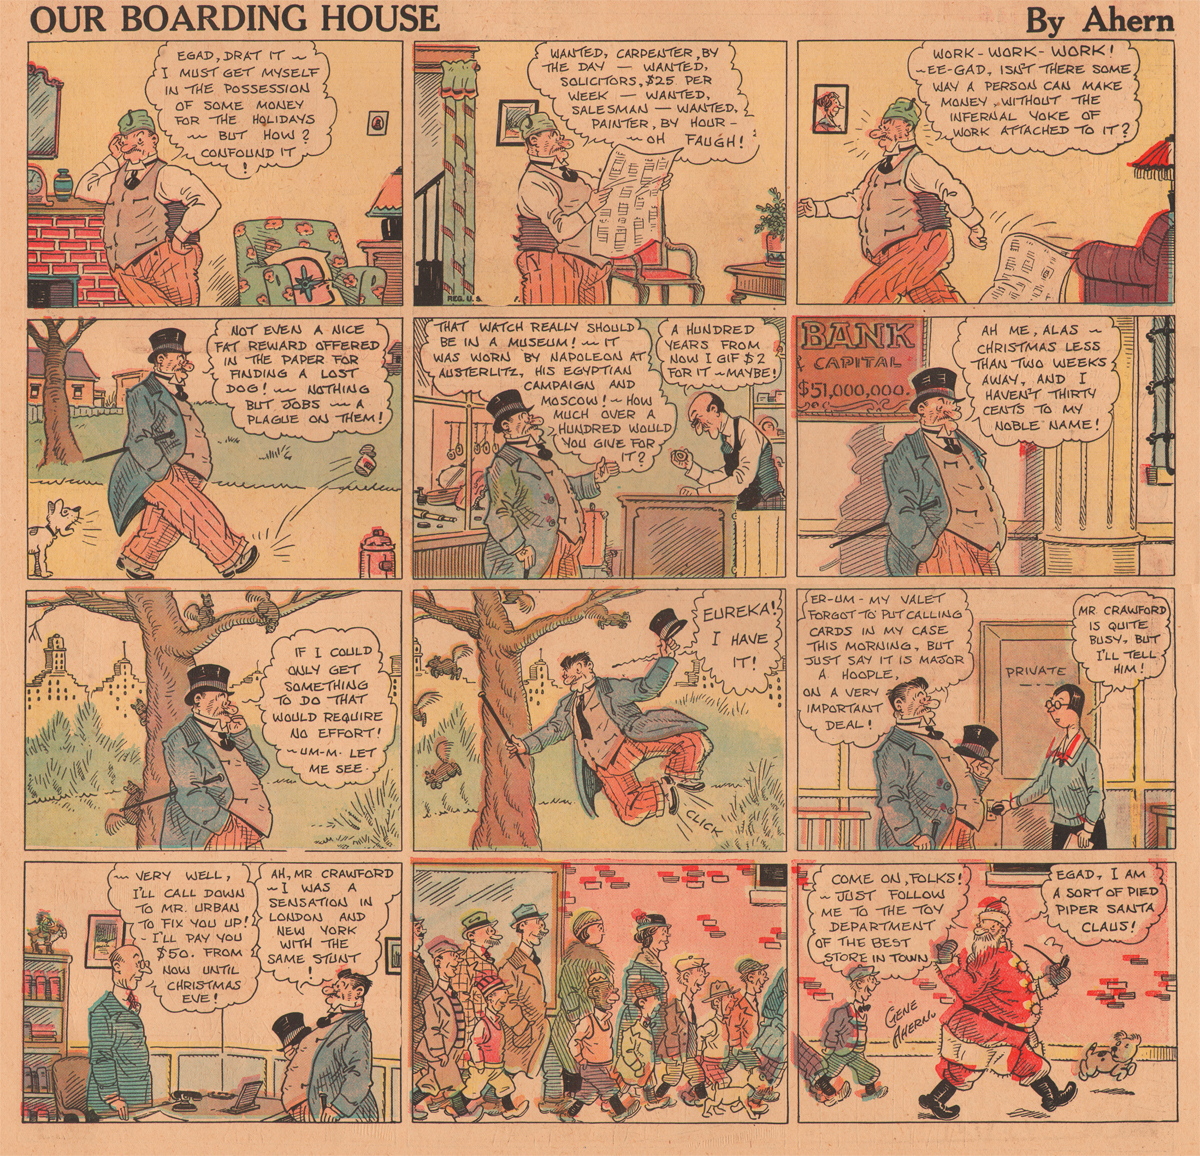 OUR BOARDING HOUSE
By Ahern
EGAD, DRAT IT ~
I MUST GET MYSELF
IN THE POSSESSION
OF SOME MONEY
FOR THE HOLIDAYS
~ BUT HOW?
CONFOUND IT
!
WANTED, CARPENTER, BY
THE DAY — WANTED,
SOLICITORS, $25 PER
WEEK — WANTED,
SALESMAN — WANTED.
PAINTER, BY HOUR -
~ OH FAUGH!
REG. U.S.
WORK - WORK - WORK!
~EE-GAD, ISN'T THERE SOME
WAY A PERSON CAN MAKE
MONEY WITHOUT THE
INFERNAL YOKE OF
WORK ATTACHED TO IT?
NOT EVEN A NICE
FAT REWARD OFFERED
IN THE PAPER FOR
FINDING A LOST
DOG! ~ NOTHING
BUT JOBS ~ A
PLAGUE ON THEM!
THAT WATCH REALLY SHOULD
BE IN A MUSEUM! ~ IT
WAS WORN BY NAPOLEON AT
AUSTERLITZ, HIS EGYPTIAN
CAMPAIGN AND
MOSCOW! ~ HOW
MUCH OVER A
HUNDRED WOULD
YOU GIVE FOR
IT?
A HUNDRED
YEARS FROM
NOW I GIF $2
FOR IT ~ MAYBE!
BANK
CAPITAL
$51,000,000.
AH ME, ALAS ~
CHRISTMAS LESS
THAN TWO WEEKS
AWAY, AND I
HAVEN'T THIRTY
CENTS TO MY
NOBLE NAME!
IF I COULD
ONLY GET
SOMETHING
TO DO THAT
WOULD REQUIRE
NO EFFORT!
~ UM-M. LET
ME SEE.
EUREKA!
I HAVE
IT!
CLICK
ER-UM - MY VALET
FORGOT TO PUT CALLING
CARDS IN MY CASE
THIS MORNING, BUT
JUST SAY IT IS MAJOR
A HOOPLE,
ON A VERY
IMPORTANT
DEAL!
PRIVATE
MR. CRAWFORD
IS QUITE
BUSY, BUT
I'LL TELL
HIM!
~ VERY WELL,
I'LL CALL DOWN
TO MR. URBAN
TO FIX YOU UP!
- I'LL PAY YOU
$50. FROM
NOW UNTIL
CHRISTMAS
EVE!
AH, MR CRAWFORD
~ I WAS A
SENSATION IN
LONDON AND
NEW YORK
WITH THE
SAME STUNT
!
COME ON, FOLKS!
~ JUST FOLLOW
ME TO THE TOY
DEPARTMENT
OF THE BEST
STORE IN TOWN
EGAD, I AM
A SORT OF PIED
PIPER SANTA
CLAUS!
GENE
AHERN